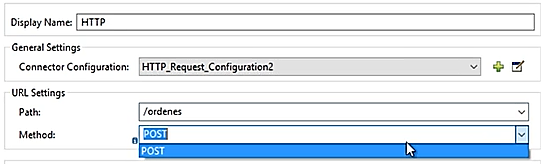 Display Name: HTTP
General Settings
Connector Configuration: HTTP_Request_Configuration2
URL Settings
Path: /ordenes
Method: POST
POST